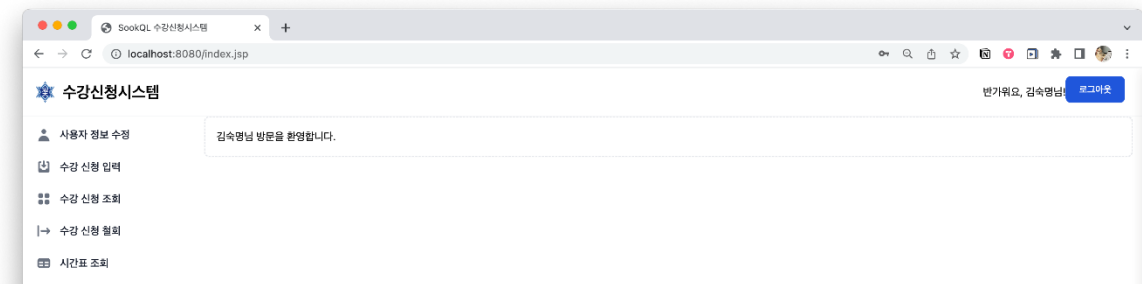 SookQL 수강신청시스템
localhost:8080/index.jsp
수강신청시스템
반가워요, 김숙명님!
로그아웃
사용자 정보 수정
김숙명님 방문을 환영합니다.
수강 신청 입력
수강 신청 조회
수강 신청 철회
시간표 조회